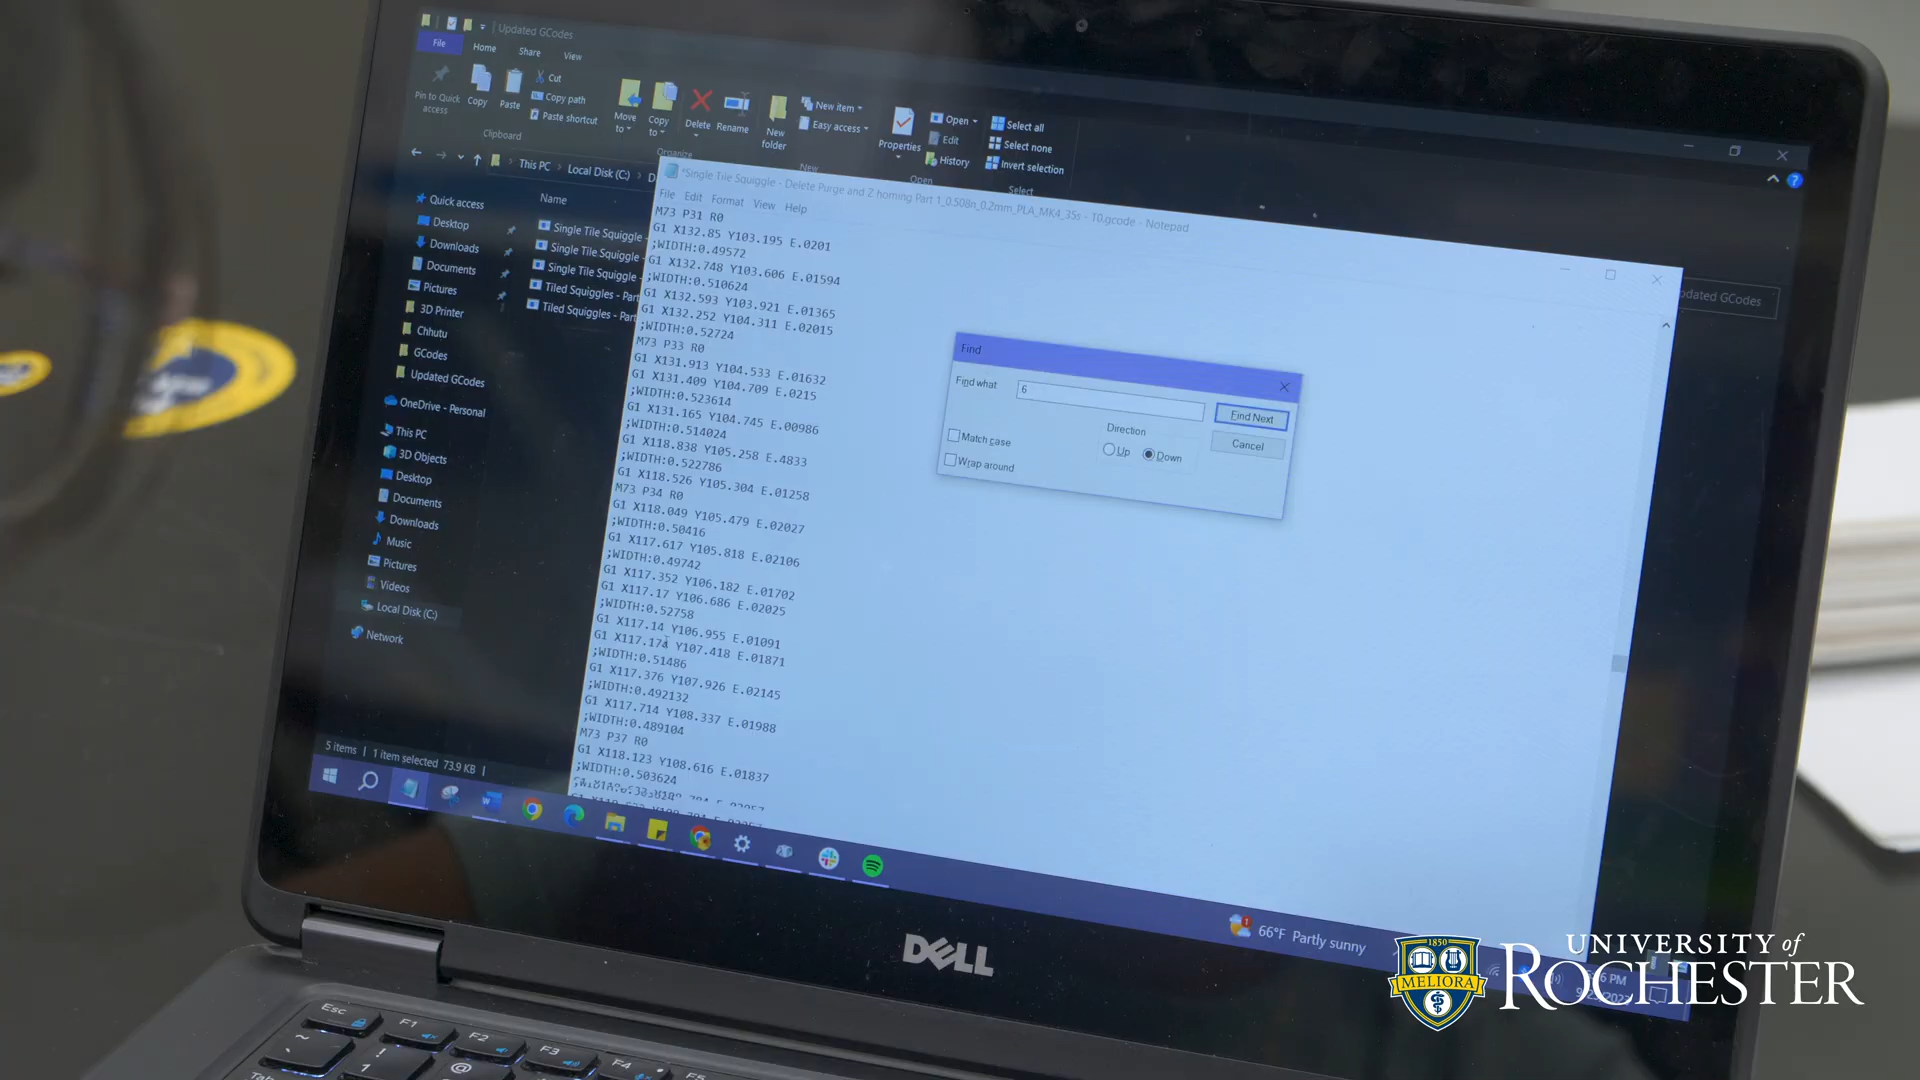 Updated GCodes
File Home Share View
Pin to Quick access
Copy
Paste
Cut
Copy path
Paste shortcut
Clipboard
Move to
Copy to
Delete
Rename
Organize
New folder
New item
Easy access
New
Properties
Open
Edit
History
Open
Select all
Select none
Invert selection
Select
This PC > Local Disk (C:) > D
Updated GCodes
Name
Quick access
Desktop
Downloads
Documents
Pictures
3D Printer
Chhutu
GCodes
Updated GCodes
OneDrive - Personal
This PC
3D Objects
Desktop
Documents
Downloads
Music
Pictures
Videos
Local Disk (C:)
Network
Single Tile Squiggle
Single Tile Squiggle
Single Tile Squiggle
Tiled Squiggles - Part
Tiled Squiggles - Part
5 items 1 item selected 73.9 KB
*Single Tile Squiggle - Delete Purge and Z homing Part 1_0.508n_0.2mm_PLA_MK4_35s - T0.gcode - Notepad
File Edit Format View Help
M73 P31 R0
G1 X132.85 Y103.195 E.0201
;WIDTH:0.49572
G1 X132.748 Y103.606 E.01594
;WIDTH:0.510624
G1 X132.593 Y103.921 E.01365
G1 X132.252 Y104.311 E.02015
;WIDTH:0.52724
M73 P33 R0
G1 X131.913 Y104.533 E.01632
G1 X131.409 Y104.709 E.0215
;WIDTH:0.523614
G1 X131.165 Y104.745 E.00986
;WIDTH:0.514024
G1 X118.838 Y105.258 E.4833
;WIDTH:0.522786
G1 X118.526 Y105.304 E.01258
M73 P34 R0
G1 X118.049 Y105.479 E.02027
;WIDTH:0.50416
G1 X117.617 Y105.818 E.02106
;WIDTH:0.49742
G1 X117.352 Y106.182 E.01702
G1 X117.17 Y106.686 E.02025
;WIDTH:0.52758
G1 X117.14 Y106.955 E.01091
G1 X117.174 Y107.418 E.01871
;WIDTH:0.51486
G1 X117.376 Y107.926 E.02145
;WIDTH:0.492132
G1 X117.714 Y108.337 E.01988
;WIDTH:0.489104
M73 P37 R0
G1 X118.123 Y108.616 E.01837
;WIDTH:0.503624
Find
Find what
6
Find Next
Cancel
Direction
Up Down
Match case
Wrap around
66°F Partly sunny
DELL
Esc F1 F2 F3 F4
Tab
1850
MELIORA
UNIVERSITY of
ROCHESTER